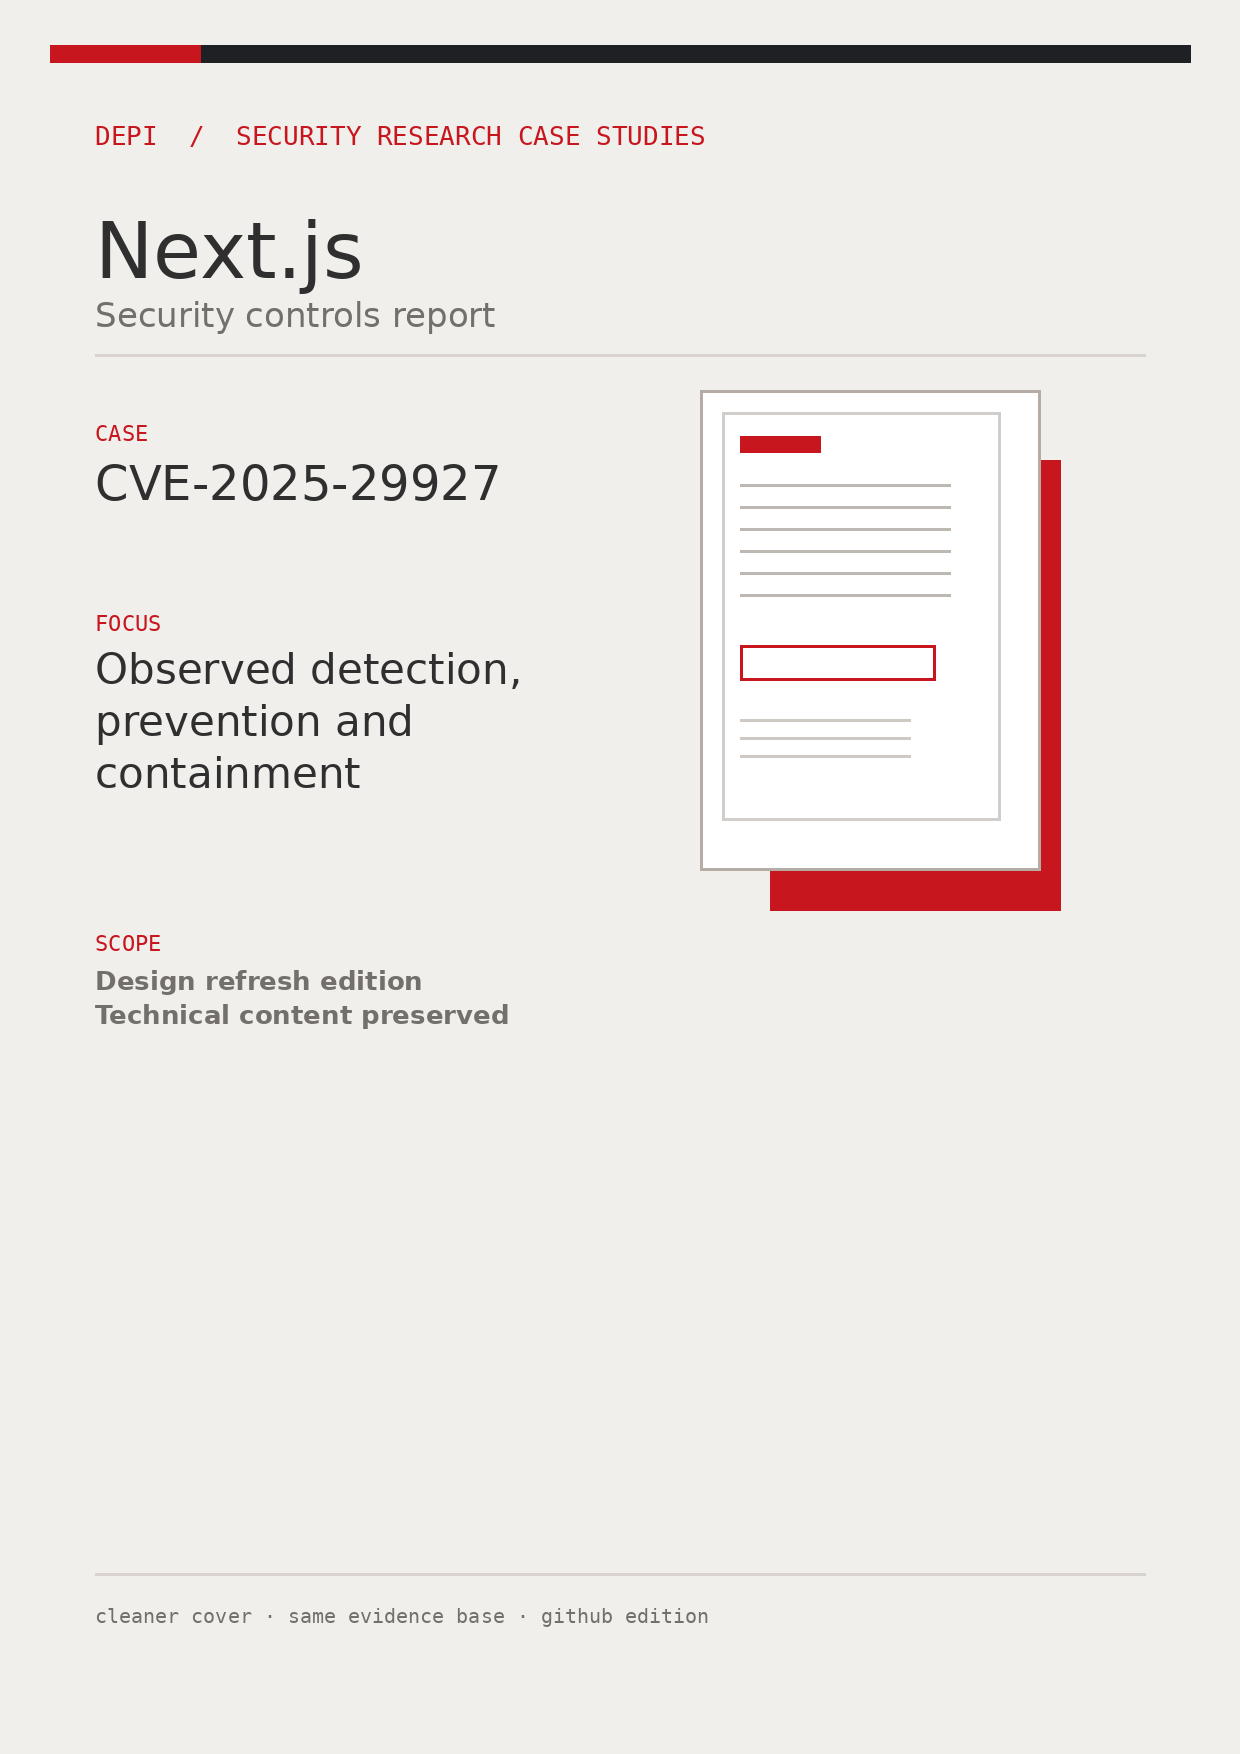 DEPI / SECURITY RESEARCH CASE STUDIES
Next.js
Security controls report
CASE
CVE-2025-29927
FOCUS
Observed detection,
prevention and
containment
SCOPE
Design refresh edition
Technical content preserved
cleaner cover · same evidence base · github edition